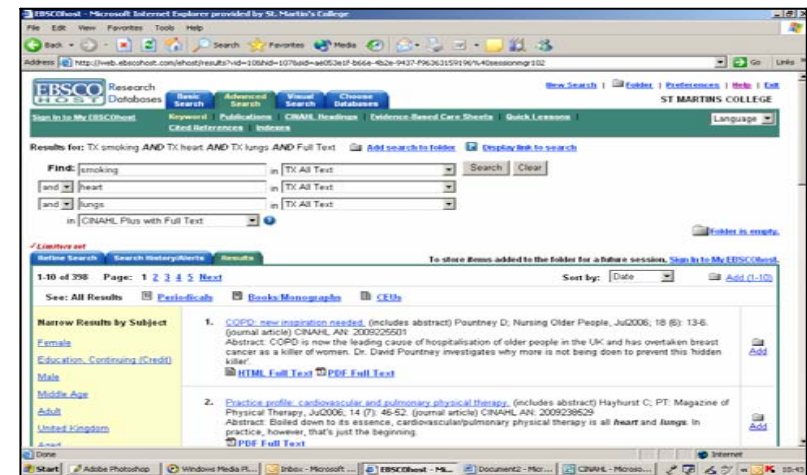 EBSCOhost - Microsoft Internet Explorer provided by St. Martin's College
File Edit View Favorites Tools Help
Back Search Favorites Media
Address http://web.ebscohost.com/ehost/results? Go Links
EBSCO HOST Research Databases
New Search | Folder | Preferences | Help | Exit
Basic Search Advanced Search Visual Search Choose Databases
ST MARTINS COLLEGE
Sign In to My EBSCOhost Keyword Publications CINAHL Headings Evidence-Based Care Sheets Quick Lessons Language
Cited References Indexes
Results for: TX smoking AND TX heart AND TX lungs AND Full Text Add search to folder Display link to search
Find: smoking in TX All Text Search Clear
and heart in TX All Text
and lungs in TX All Text
in CINAHL Plus with Full Text
Folder is empty.
Limiters set
Refine Search Search History/Alerts Results To store items added to the folder for a future session, Sign In to My EBSCOhost.
1-10 of 398 Page: 1 2 3 4 5 Next Sort by: Date Add (1-10)
See: All Results Periodicals Books/Monographs CEUs
Narrow Results by Subject
Female
Education, Continuing (Credit)
Male
Middle Age
Adult
United Kingdom
Aged
1. COPD: new inspiration needed. (includes abstract) Pountney D; Nursing Older People, Jul2006; 18 (6): 13-6.
(journal article) CINAHL AN: 2009225501
Abstract: COPD is now the leading cause of hospitalisation of older people in the UK and has overtaken breast
cancer as a killer of women. Dr. David Pountney investigates why more is not being doen to prevent this 'hidden
killer'.
HTML Full Text PDF Full Text
Add
2. Practice profile: cardiovascular and pulmonary physical therapy. (includes abstract) Hayhurst C; PT: Magazine of
Physical Therapy, Jul2006; 14 (7): 46-52. (journal article) CINAHL AN: 2009238529
Abstract: Boiled down to its essence, cardiovascular/pulmonary physical therapy is all heart and lungs. In
practice, however, that's just the beginning.
PDF Full Text
Add
Done Internet
Start Adobe Photoshop Windows Media Pl... Inbox - Microsoft ... EBSCOhost - Mi... Document2 - Mic... CINAHL - Microso... 10:43